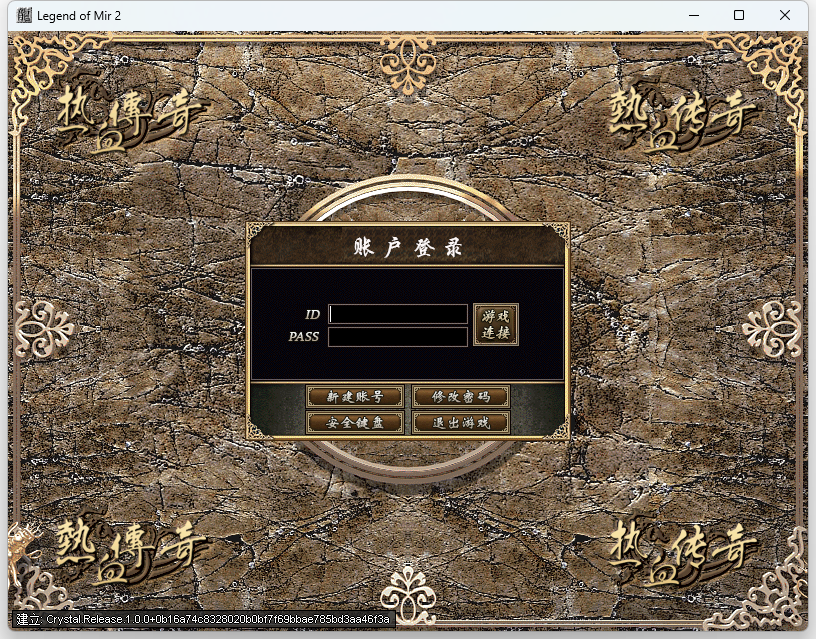 Legend of Mir 2
热血傳奇
熱血传奇
账户登录
ID
PASS
游戏
连接
新建账号
修改密码
安全键盘
退出游戏
熱血傳奇
热血传奇
建立: Crystal.Release.1.0.0+0b16a74c8328020b0bf7f69bbae785bd3aa46f3a